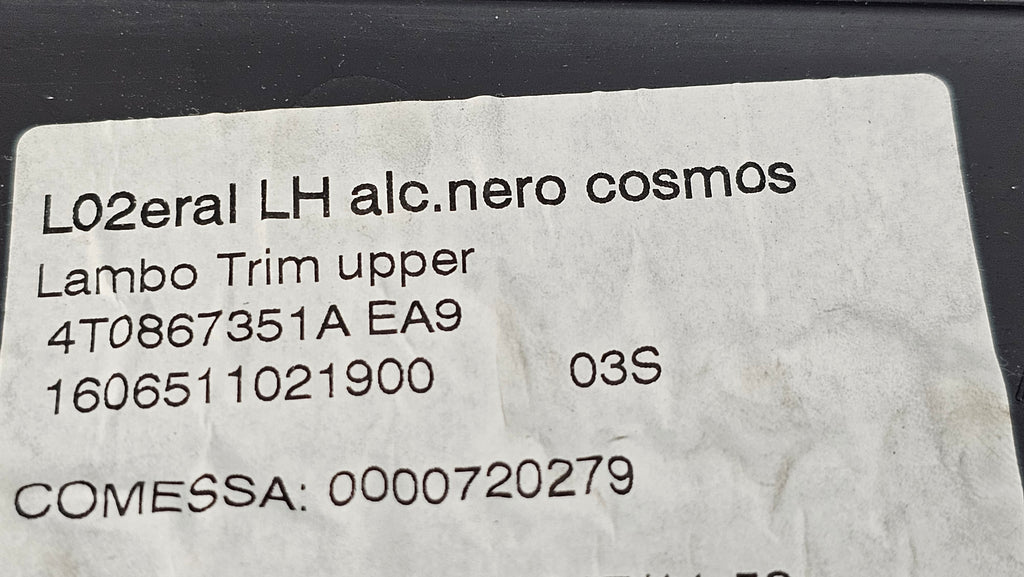 L02eral LH alc.nero cosmos
Lambo Trim upper
4T0867351A EA9
1606511021900 03S
COMESSA: 0000720279